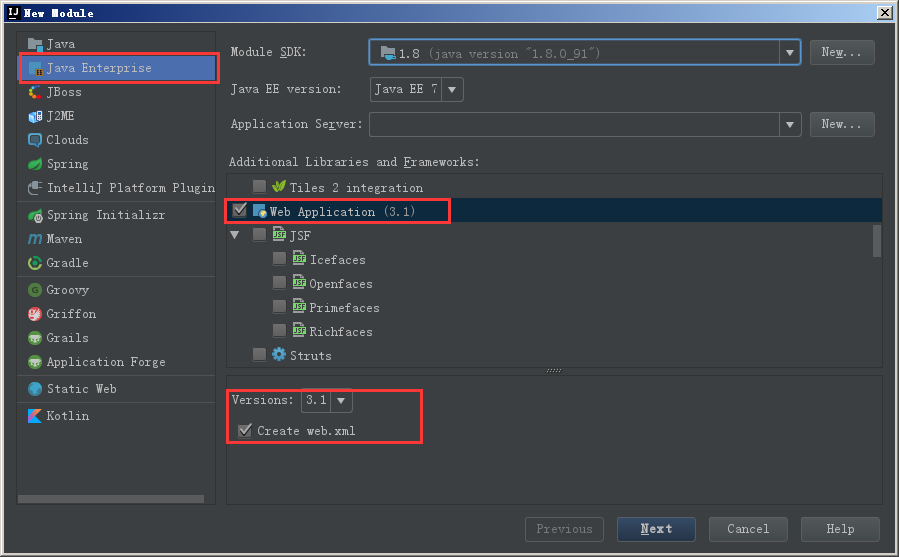 New Module
Java
Java Enterprise
JBoss
J2ME
Clouds
Spring
IntelliJ Platform Plugin
Spring Initializr
Maven
Gradle
Groovy
Griffon
Grails
Application Forge
Static Web
Kotlin
Module SDK: 1.8 (java version "1.8.0_91") New...
Java EE version: Java EE 7
Application Server: New...
Additional Libraries and Frameworks:
Tiles 2 integration
Web Application (3.1)
JSF
Icefaces
Openfaces
Primefaces
Richfaces
Struts
Versions: 3.1
Create web.xml
Previous Next Cancel Help